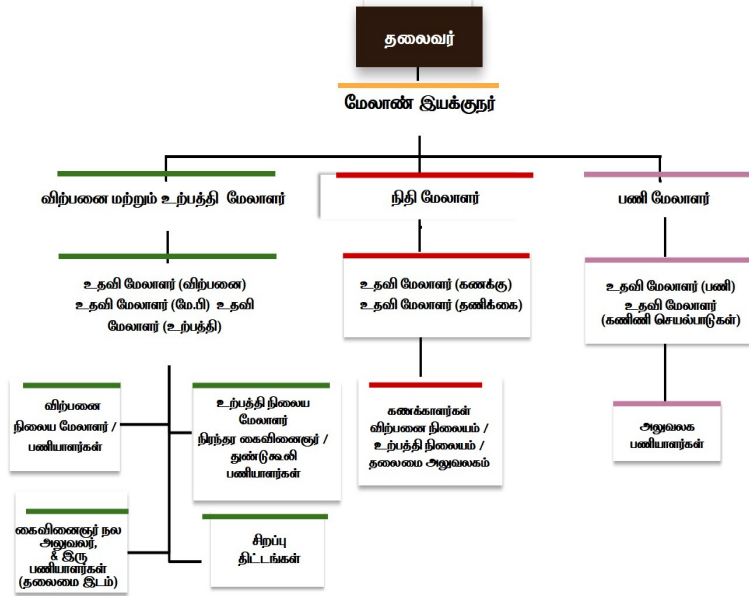 தலைவர்
மேலாண் இயக்குநர்
விற்பனை மற்றும் உற்பத்தி மேலாளர்
நிதி மேலாளர்
பணி மேலாளர்
உதவி மேலாளர் (விற்பனை)
உதவி மேலாளர் (மே.பி) உதவி
மேலாளர் (உற்பத்தி)
உதவி மேலாளர் (கணக்கு)
உதவி மேலாளர் (தணிக்கை)
உதவி மேலாளர் (பணி)
உதவி மேலாளர்
(கணிணி செயல்பாடுகள்)
விற்பனை
நிலைய மேலாளர் /
பணியாளர்கள்
உற்பத்தி நிலைய
மேலாளர்
நிரந்தர கைவினைஞர் /
துண்டுகூலி
பணியாளர்கள்
கணக்காளர்கள்
விற்பனை நிலையம் /
உற்பத்தி நிலையம் /
தலைமை அலுவலகம்
அலுவலக
பணியாளர்கள்
கைவினைஞர் நல
அலுவலர்,
& இரு
பணியாளர்கள்
(தலைமை இடம்)
சிறப்பு
திட்டங்கள்